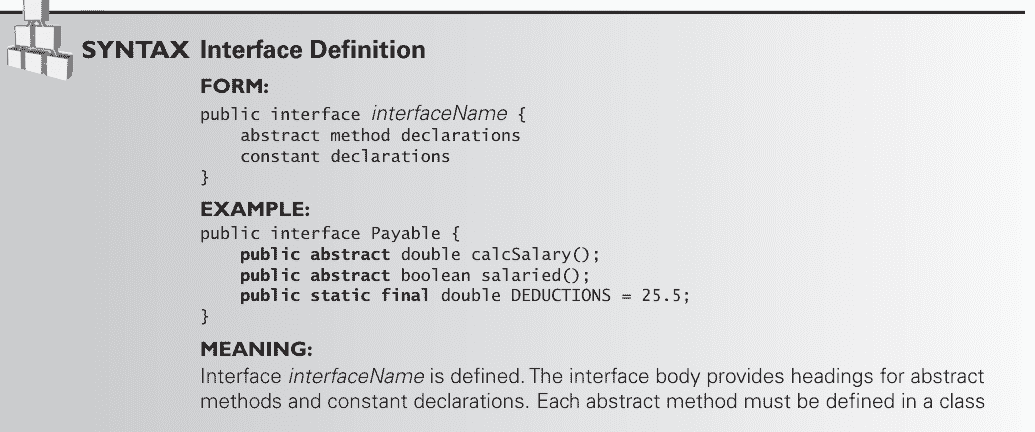 SYNTAX Interface Definition
FORM:
public interface interfaceName {
    abstract method declarations
    constant declarations
}
EXAMPLE:
public interface Payable {
    public abstract double calcSalary();
    public abstract boolean salaried();
    public static final double DEDUCTIONS = 25.5;
}
MEANING:
Interface interfaceName is defined. The interface body provides headings for abstract
methods and constant declarations. Each abstract method must be defined in a class